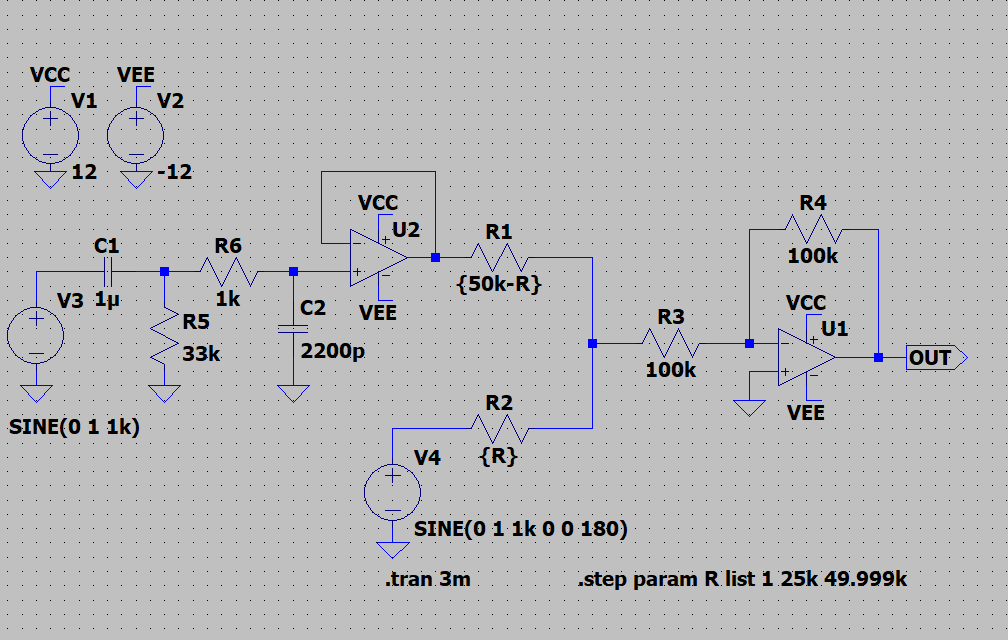 VCC
VEE
V1
V2
12
-12
VCC
R4
C1
R6
U2
R1
100k
V3
1µ
1k
{50k-R}
VCC
R5
C2
VEE
R3
U1
33k
2200p
100k
OUT
R2
VEE
SINE(0 1 1k)
V4
{R}
SINE(0 1 1k 0 0 180)
.tran 3m
.step param R list 1 25k 49.999k